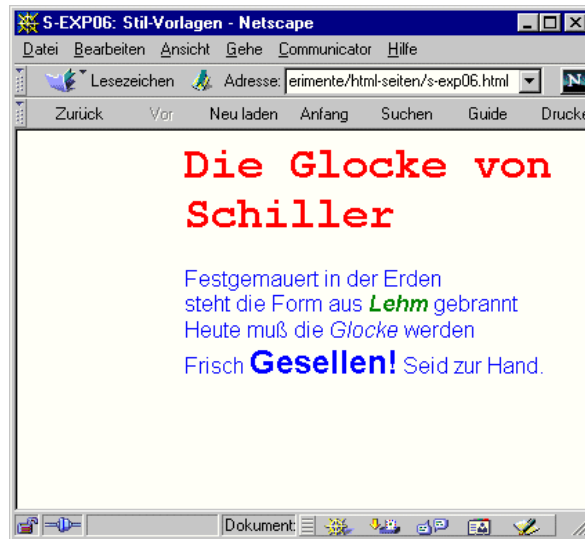 S-EXP06: Stil-Vorlagen - Netscape
Datei Bearbeiten Ansicht Gehe Communicator Hilfe
Lesezeichen Adresse: erimente/html-seiten/s-exp06.html N
Zurück Vor Neu laden Anfang Suchen Guide Drucke
Die Glocke von
Schiller
Festgemauert in der Erden
steht die Form aus Lehm gebrannt
Heute muß die Glocke werden
Frisch Gesellen! Seid zur Hand.
Dokument: